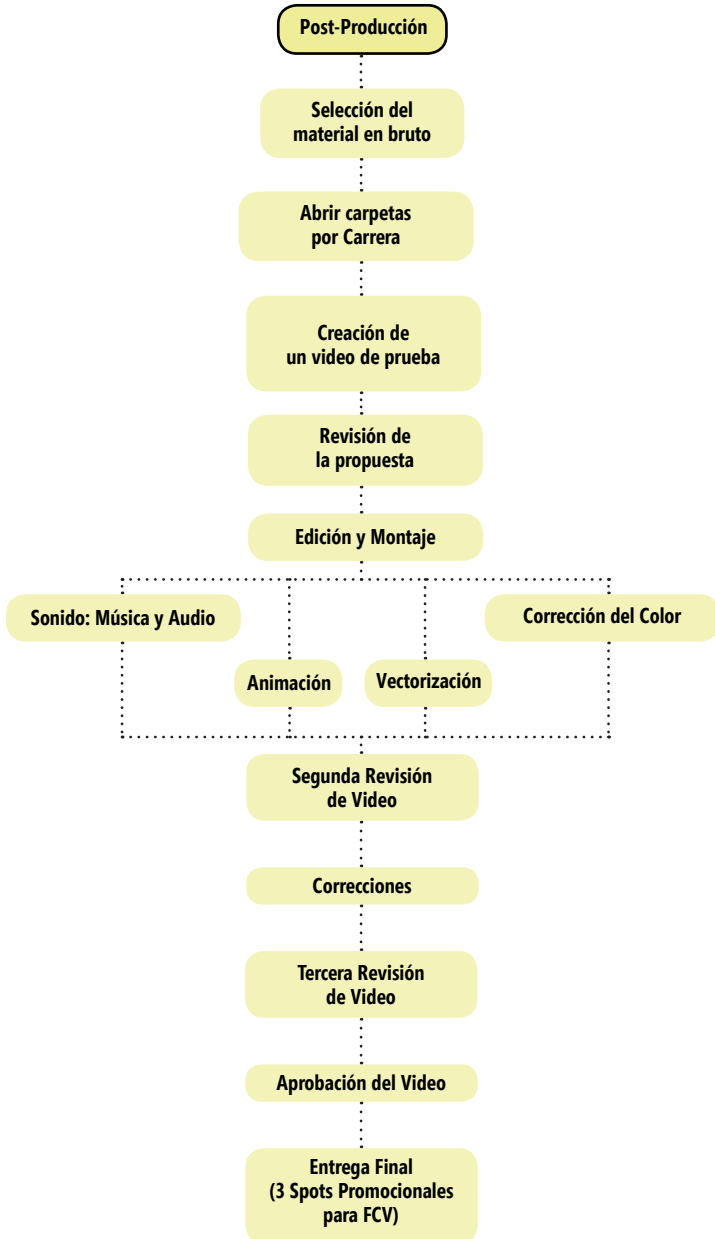 Post-Producción
Selección del
material en bruto
Abrir carpetas
por Carrera
Creación de
un video de prueba
Revisión de
la propuesta
Edición y Montaje
Sonido: Música y Audio
Corrección del Color
Animación
Vectorización
Segunda Revisión
de Video
Correcciones
Tercera Revisión
de Video
Aprobación del Video
Entrega Final
(3 Spots Promocionales
para FCV)